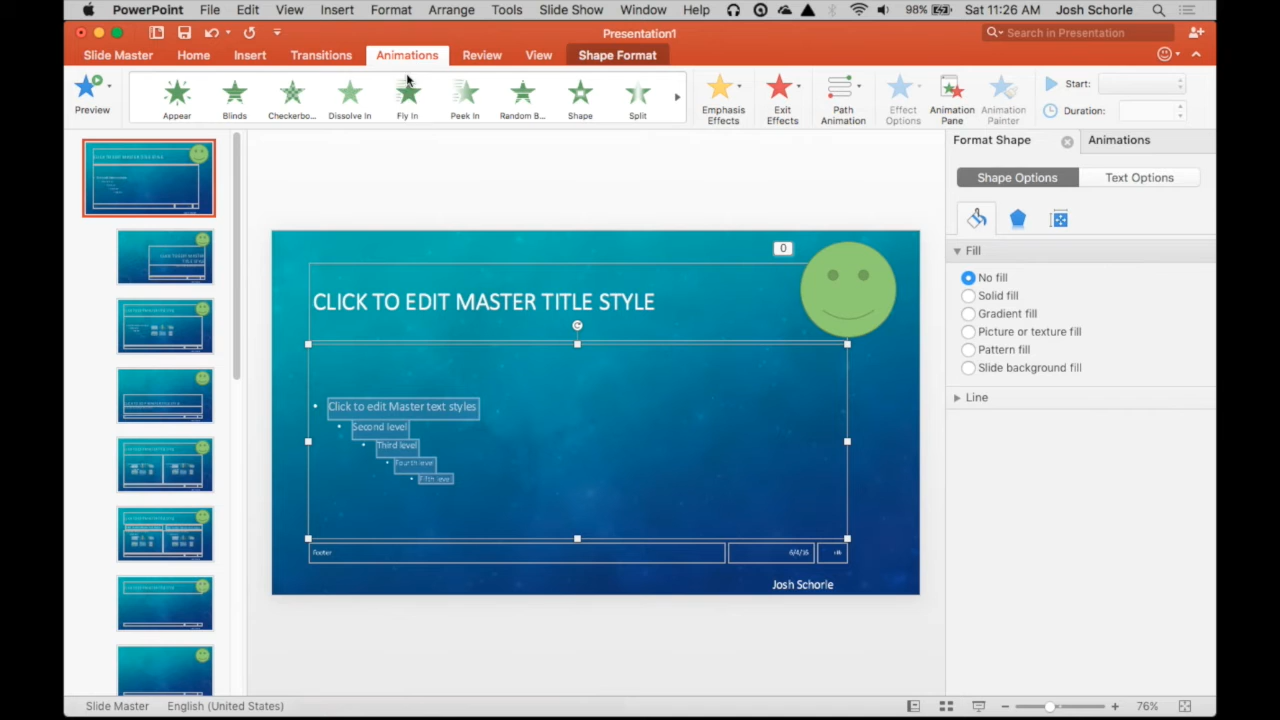 PowerPoint File Edit View Insert Format Arrange Tools Slide Show Window Help 98% Sat 11:26 AM Josh Schorle
Presentation1
Search in Presentation
Slide Master Home Insert Transitions Animations Review View Shape Format
Preview
Appear Blinds Checkerbo... Dissolve In Fly In Peek In Random B... Shape Split
Emphasis Effects
Exit Effects
Path Animation
Effect Options
Animation Pane
Animation Painter
Start:
Duration:
Format Shape Animations
Shape Options Text Options
Fill
No fill
Solid fill
Gradient fill
Picture or texture fill
Pattern fill
Slide background fill
Line
0
CLICK TO EDIT MASTER TITLE STYLE
• Click to edit Master text styles
• Second level
• Third level
• Fourth level
• Fifth level
Footer 6/4/16
Josh Schorle
Slide Master English (United States) 76%